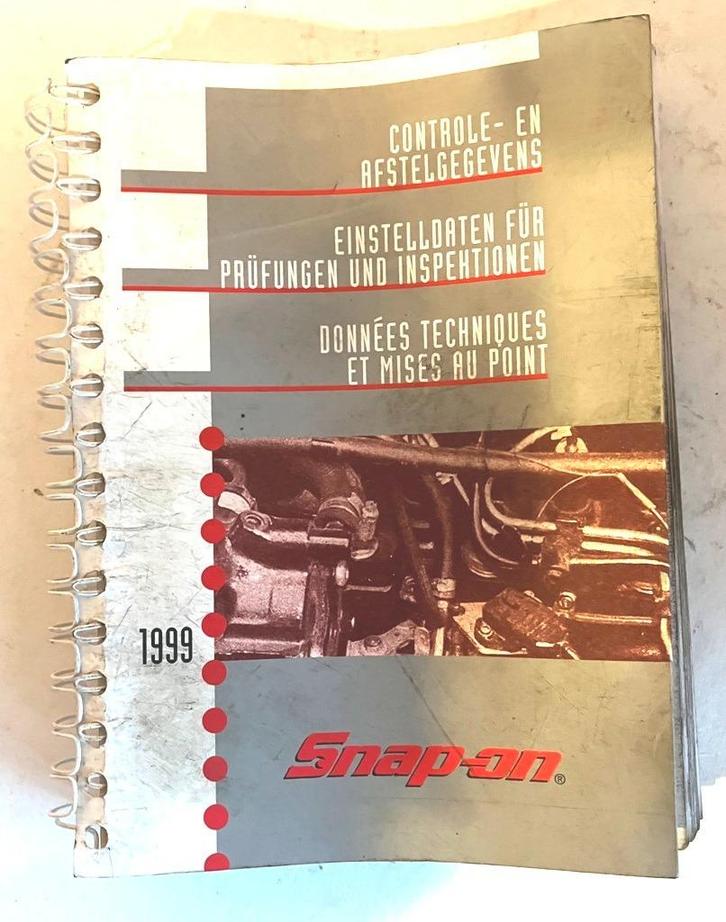 CONTROLE- EN
AFSTELGEGEVENS
EINSTELLDATEN FÜR
PRÜFUNGEN UND INSPEKTIONEN
DONNÉES TECHNIQUES
ET MISES AU POINT
1999
Snap-on®